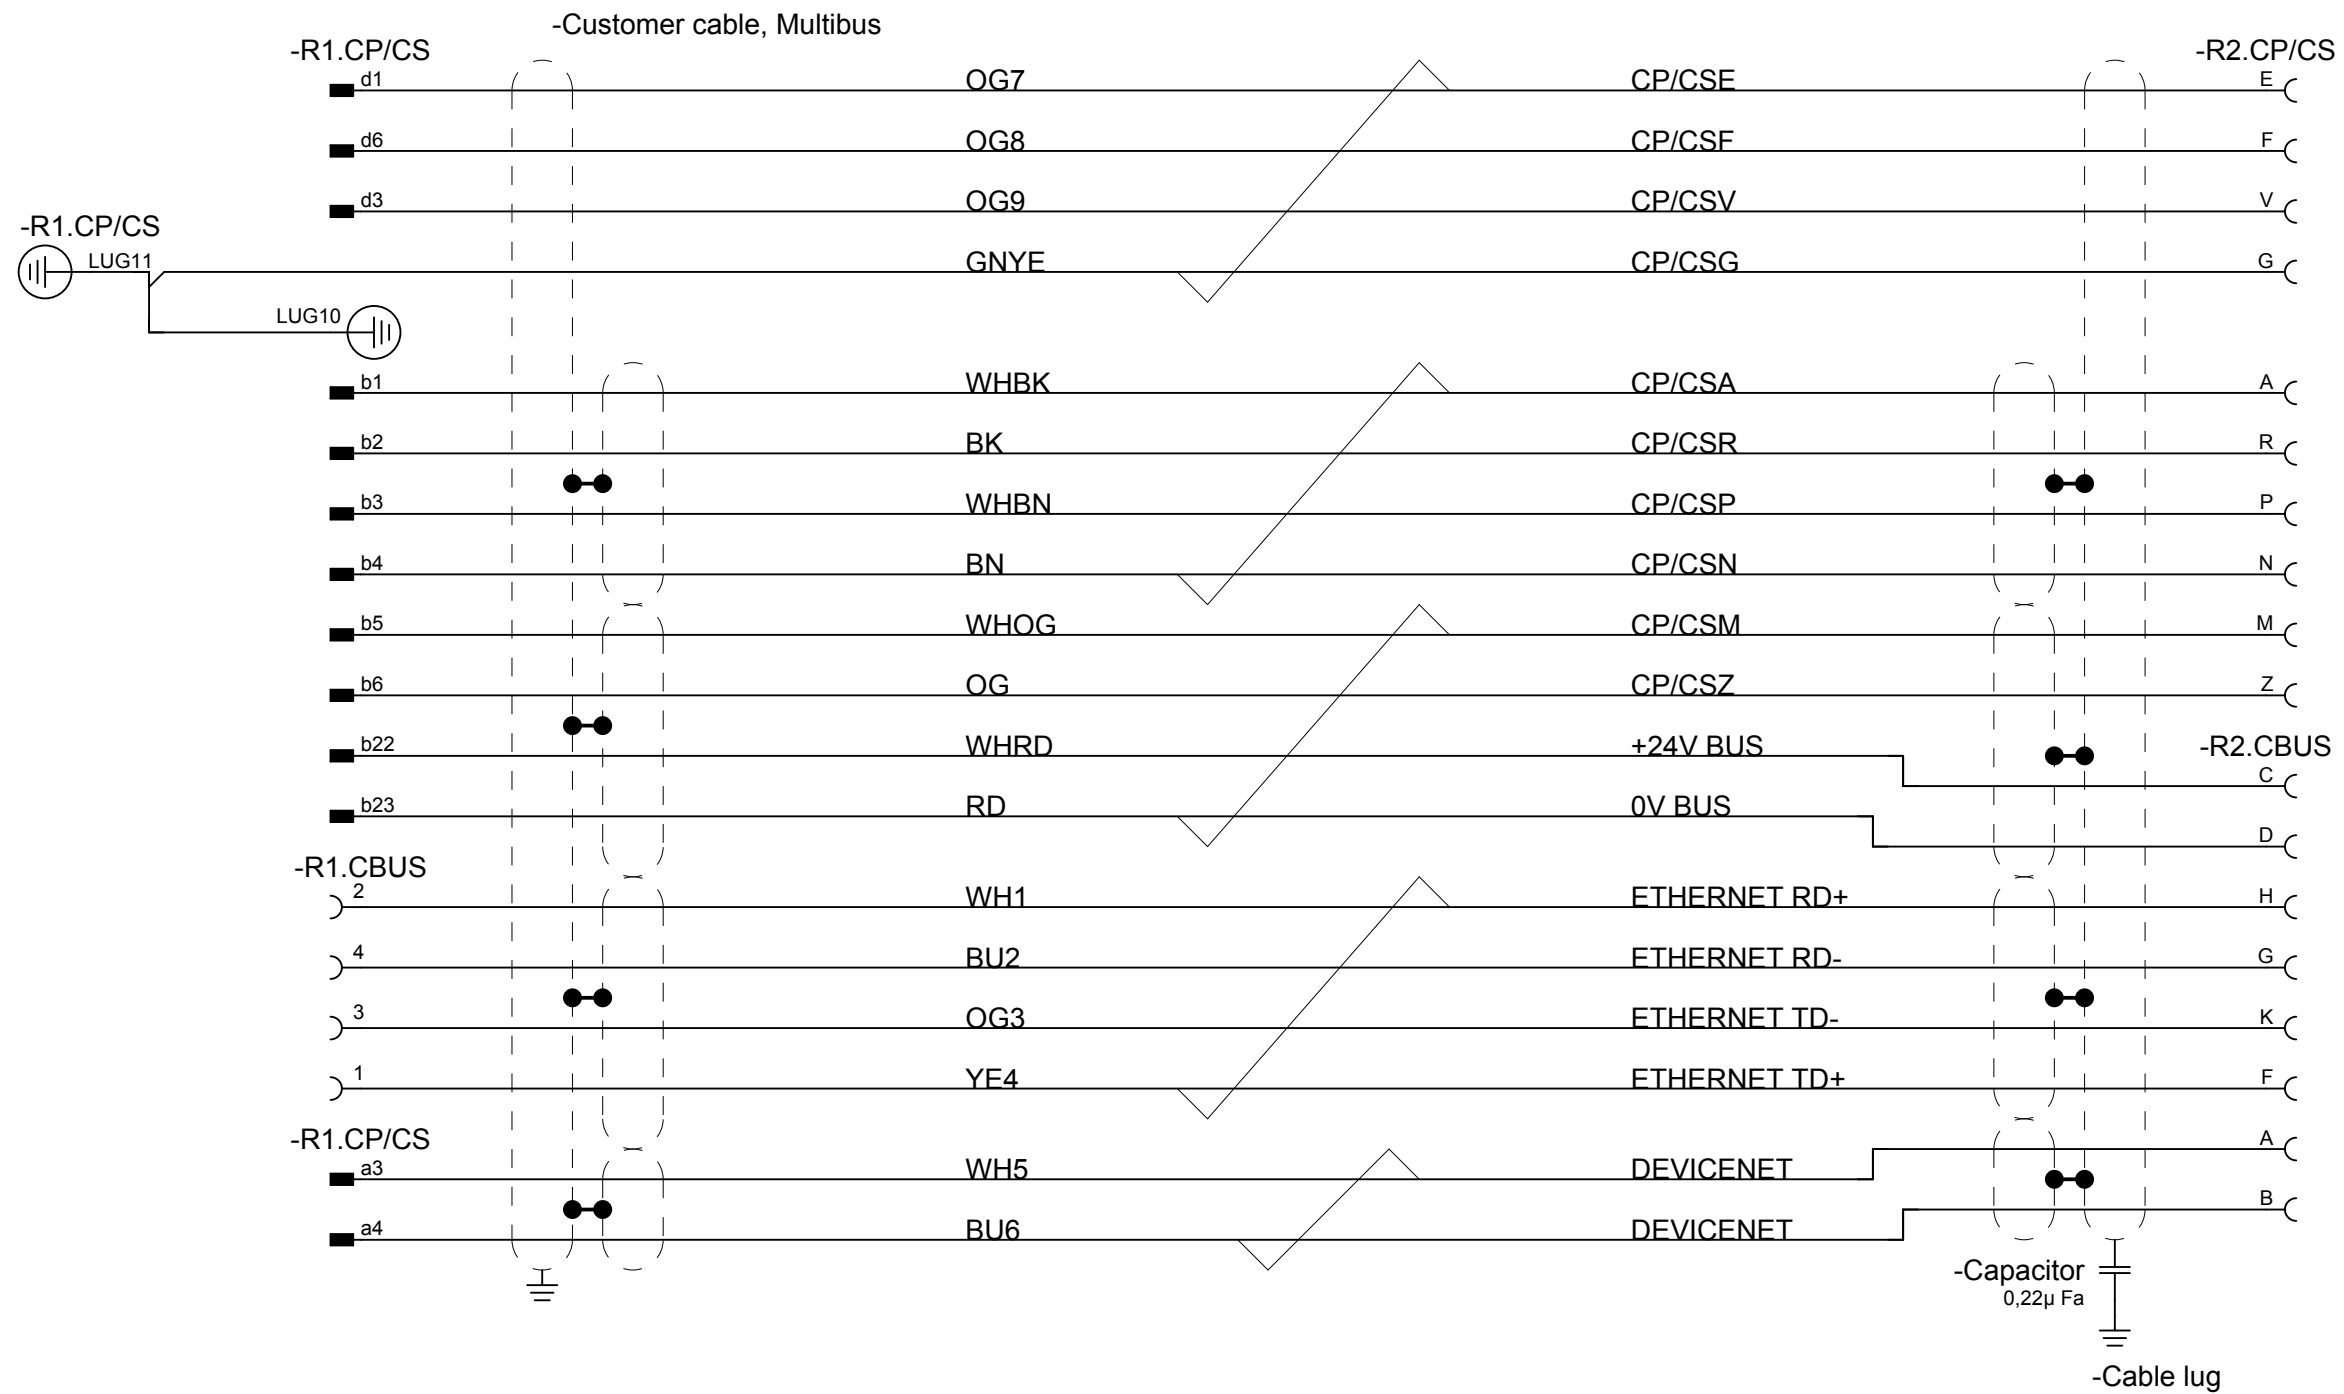 -Customer cable, Multibus
-R1.CP/CS -R2.CP/CS
d1 OG7 CP/CSE E
d6 OG8 CP/CSF F
d3 OG9 CP/CSV V
-R1.CP/CS
LUG11 GNYE CP/CSG G
LUG10
b1 WHBK CP/CSA A
b2 BK CP/CSR R
b3 WHBN CP/CSP P
b4 BN CP/CSN N
b5 WHOG CP/CSM M
b6 OG CP/CSZ Z
b22 WHRD +24V BUS -R2.CBUS
C
b23 RD 0V BUS
D
-R1.CBUS
2 WH1 ETHERNET RD+ H
4 BU2 ETHERNET RD- G
3 OG3 ETHERNET TD- K
1 YE4 ETHERNET TD+ F
-R1.CP/CS A
a3 WH5 DEVICENET
B
a4 BU6 DEVICENET
-Capacitor
0,22µ Fa
-Cable lug